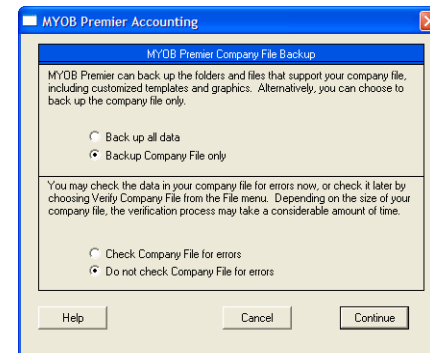 MYOB Premier Accounting
MYOB Premier Company File Backup
MYOB Premier can back up the folders and files that support your company file,
including customized templates and graphics. Alternatively, you can choose to
back up the company file only.
Back up all data
Backup Company File only
You may check the data in your company file for errors now, or check it later by
choosing Verify Company File from the File menu. Depending on the size of your
company file, the verification process may take a considerable amount of time.
Check Company File for errors
Do not check Company File for errors
Help
Cancel
Continue